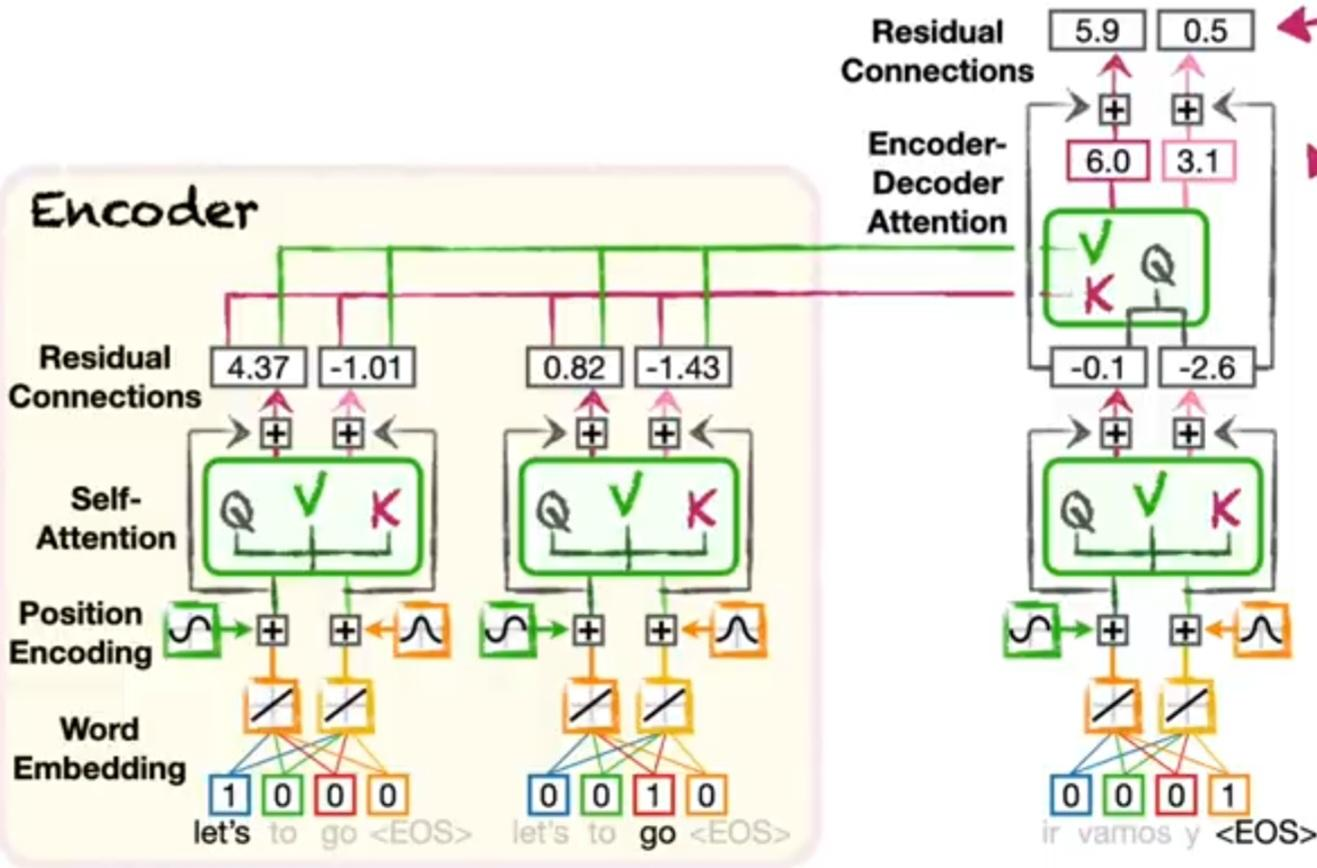 Residual Connections
5.9 0.5
+ +
Encoder-Decoder Attention
6.0 3.1
V Q
K
-0.1 -2.6
Encoder
Residual Connections
4.37 -1.01 0.82 -1.43
+ + + + + +
Self-Attention
Q V K Q V K Q V K
Position Encoding
+ + + + + +
Word Embedding
1 0 0 0 0 0 1 0 0 0 0 1
let's to go <EOS> let's to go <EOS> ir vamos y <EOS>